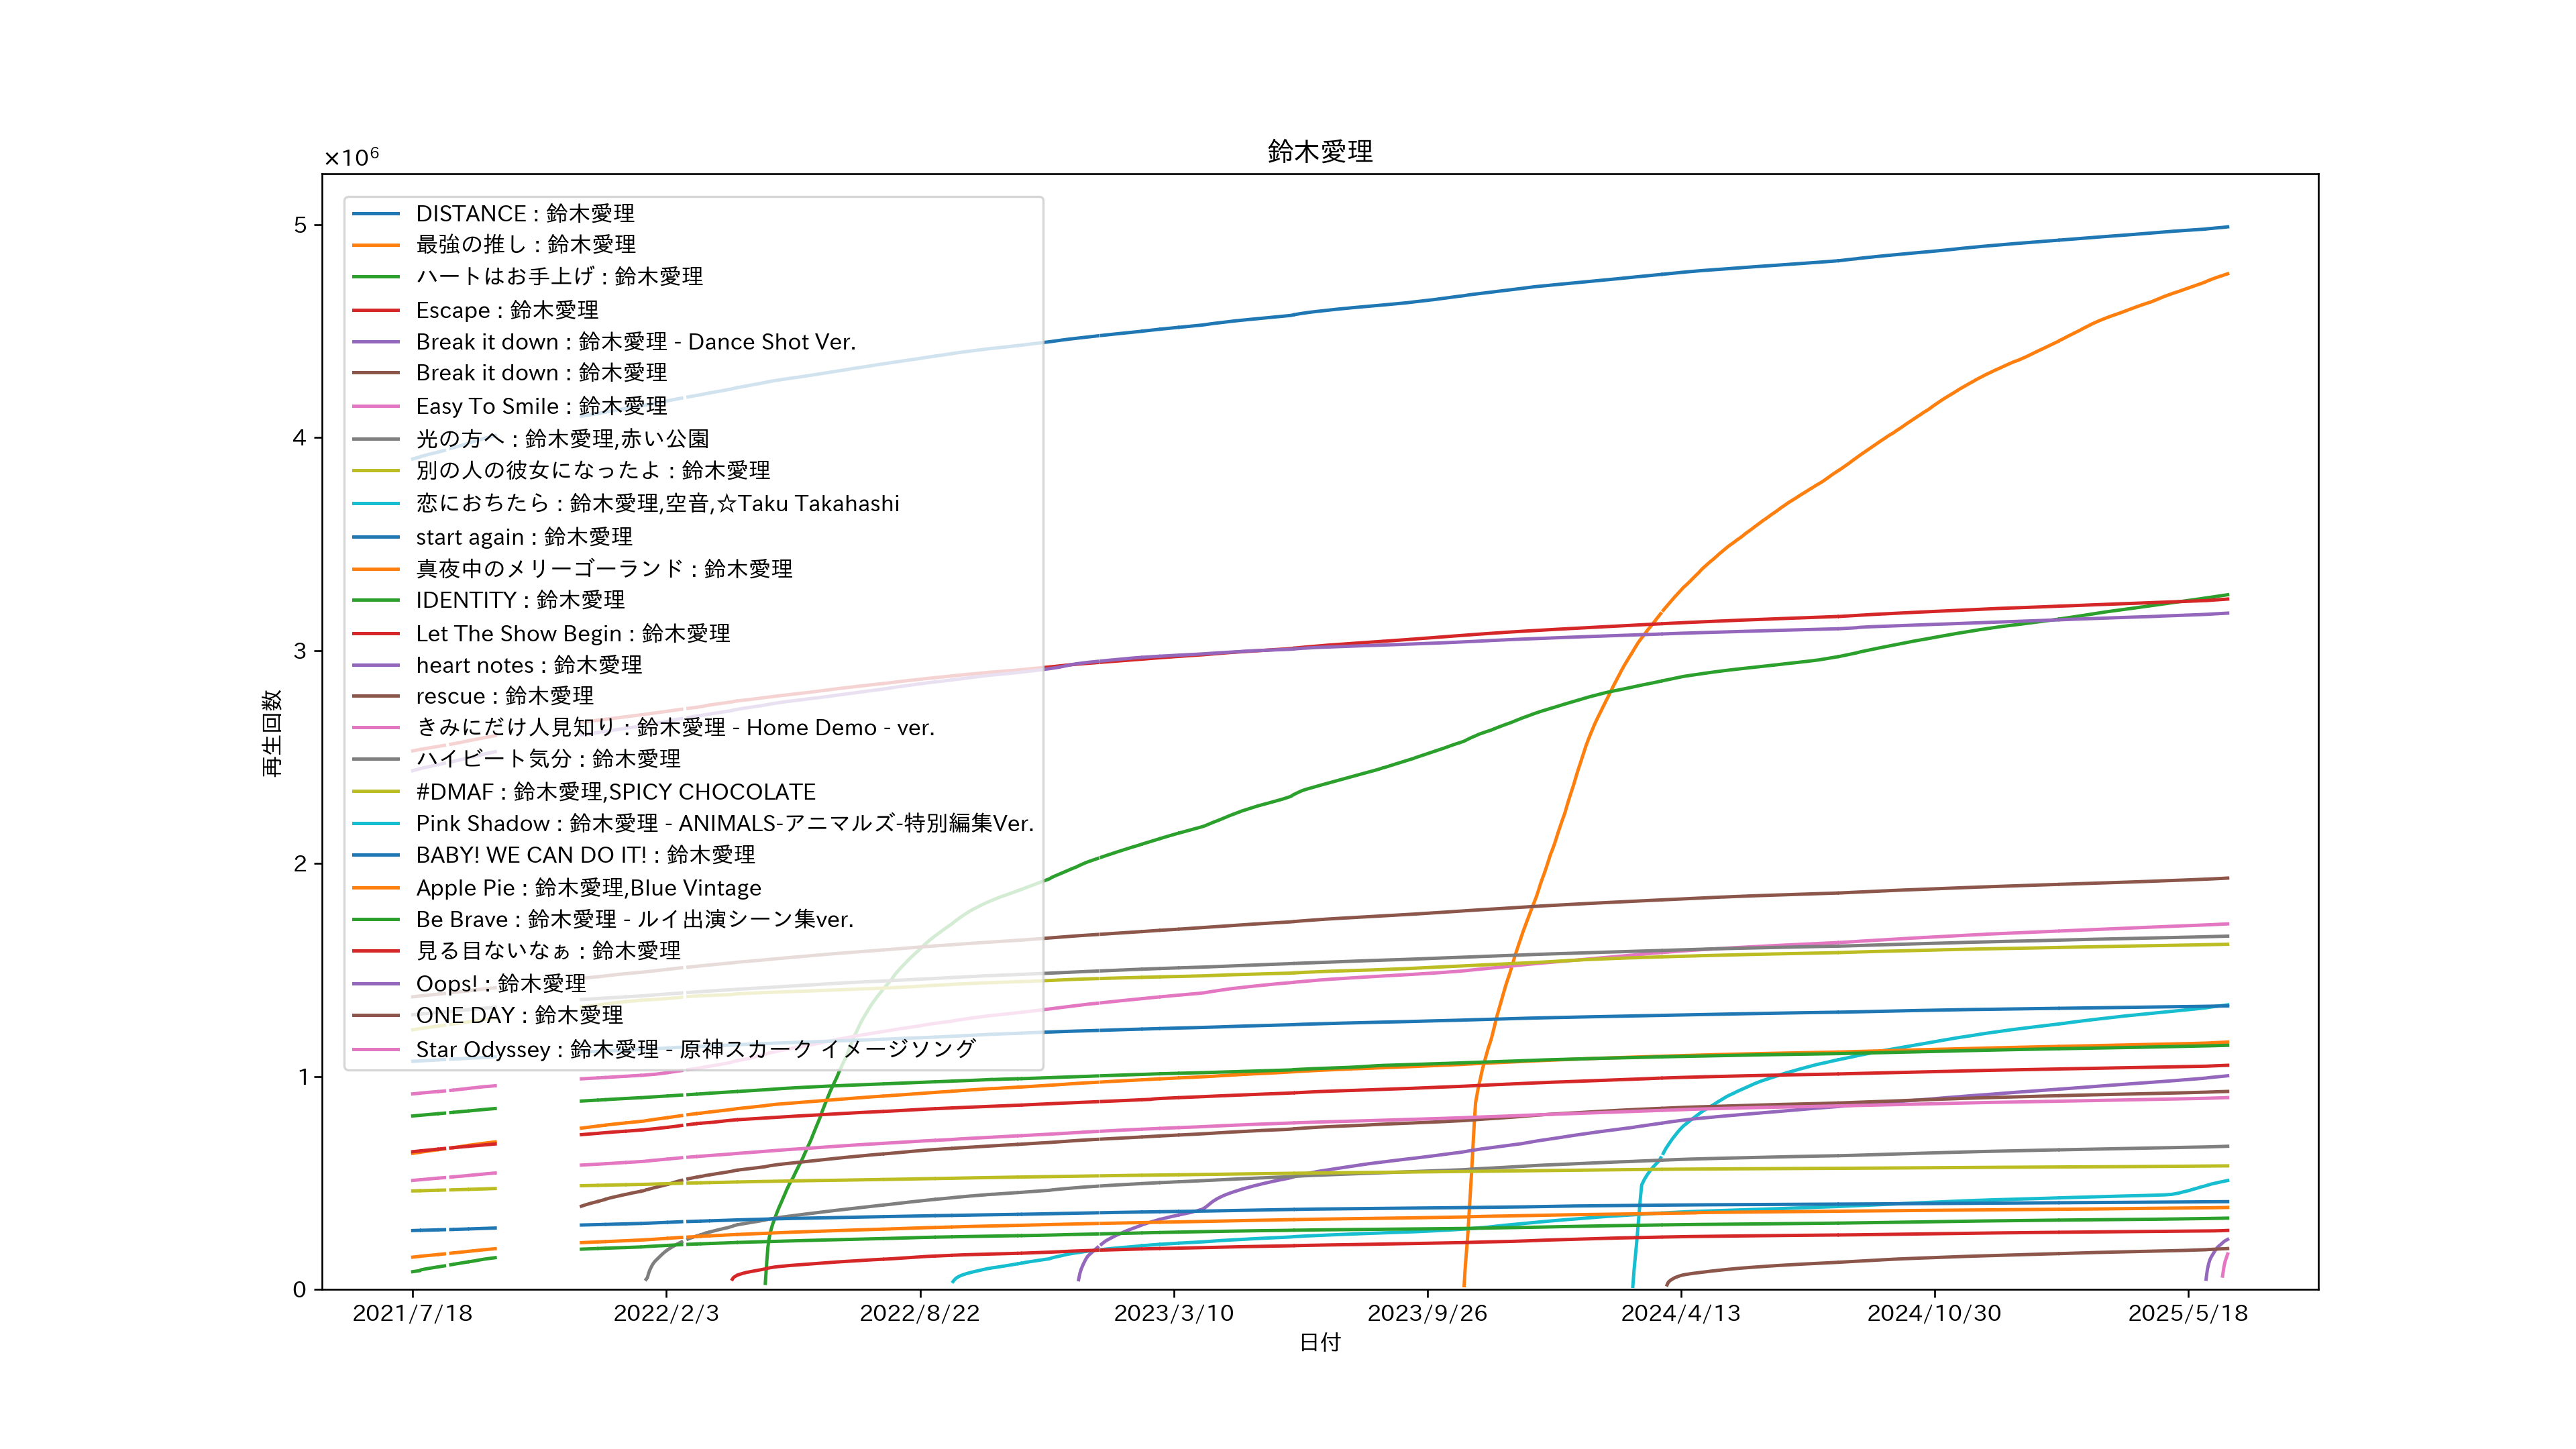 鈴木愛理
×10⁶
DISTANCE : 鈴木愛理
最強の推し : 鈴木愛理
ハートはお手上げ : 鈴木愛理
Escape : 鈴木愛理
Break it down : 鈴木愛理 - Dance Shot Ver.
Break it down : 鈴木愛理
Easy To Smile : 鈴木愛理
光の方へ : 鈴木愛理,赤い公園
別の人の彼女になったよ : 鈴木愛理
恋におちたら : 鈴木愛理,空音,☆Taku Takahashi
start again : 鈴木愛理
真夜中のメリーゴーランド : 鈴木愛理
IDENTITY : 鈴木愛理
Let The Show Begin : 鈴木愛理
heart notes : 鈴木愛理
rescue : 鈴木愛理
きみにだけ人見知り : 鈴木愛理 - Home Demo - ver.
ハイビート気分 : 鈴木愛理
#DMAF : 鈴木愛理,SPICY CHOCOLATE
Pink Shadow : 鈴木愛理 - ANIMALS-アニマルズ-特別編集Ver.
BABY! WE CAN DO IT! : 鈴木愛理
Apple Pie : 鈴木愛理,Blue Vintage
Be Brave : 鈴木愛理 - ルイ出演シーン集ver.
見る目ないなぁ : 鈴木愛理
Oops! : 鈴木愛理
ONE DAY : 鈴木愛理
Star Odyssey : 鈴木愛理 - 原神スカーク イメージソング
5
4
3
2
1
0
再生回数
2021/7/18
2022/2/3
2022/8/22
2023/3/10
2023/9/26
2024/4/13
2024/10/30
2025/5/18
日付